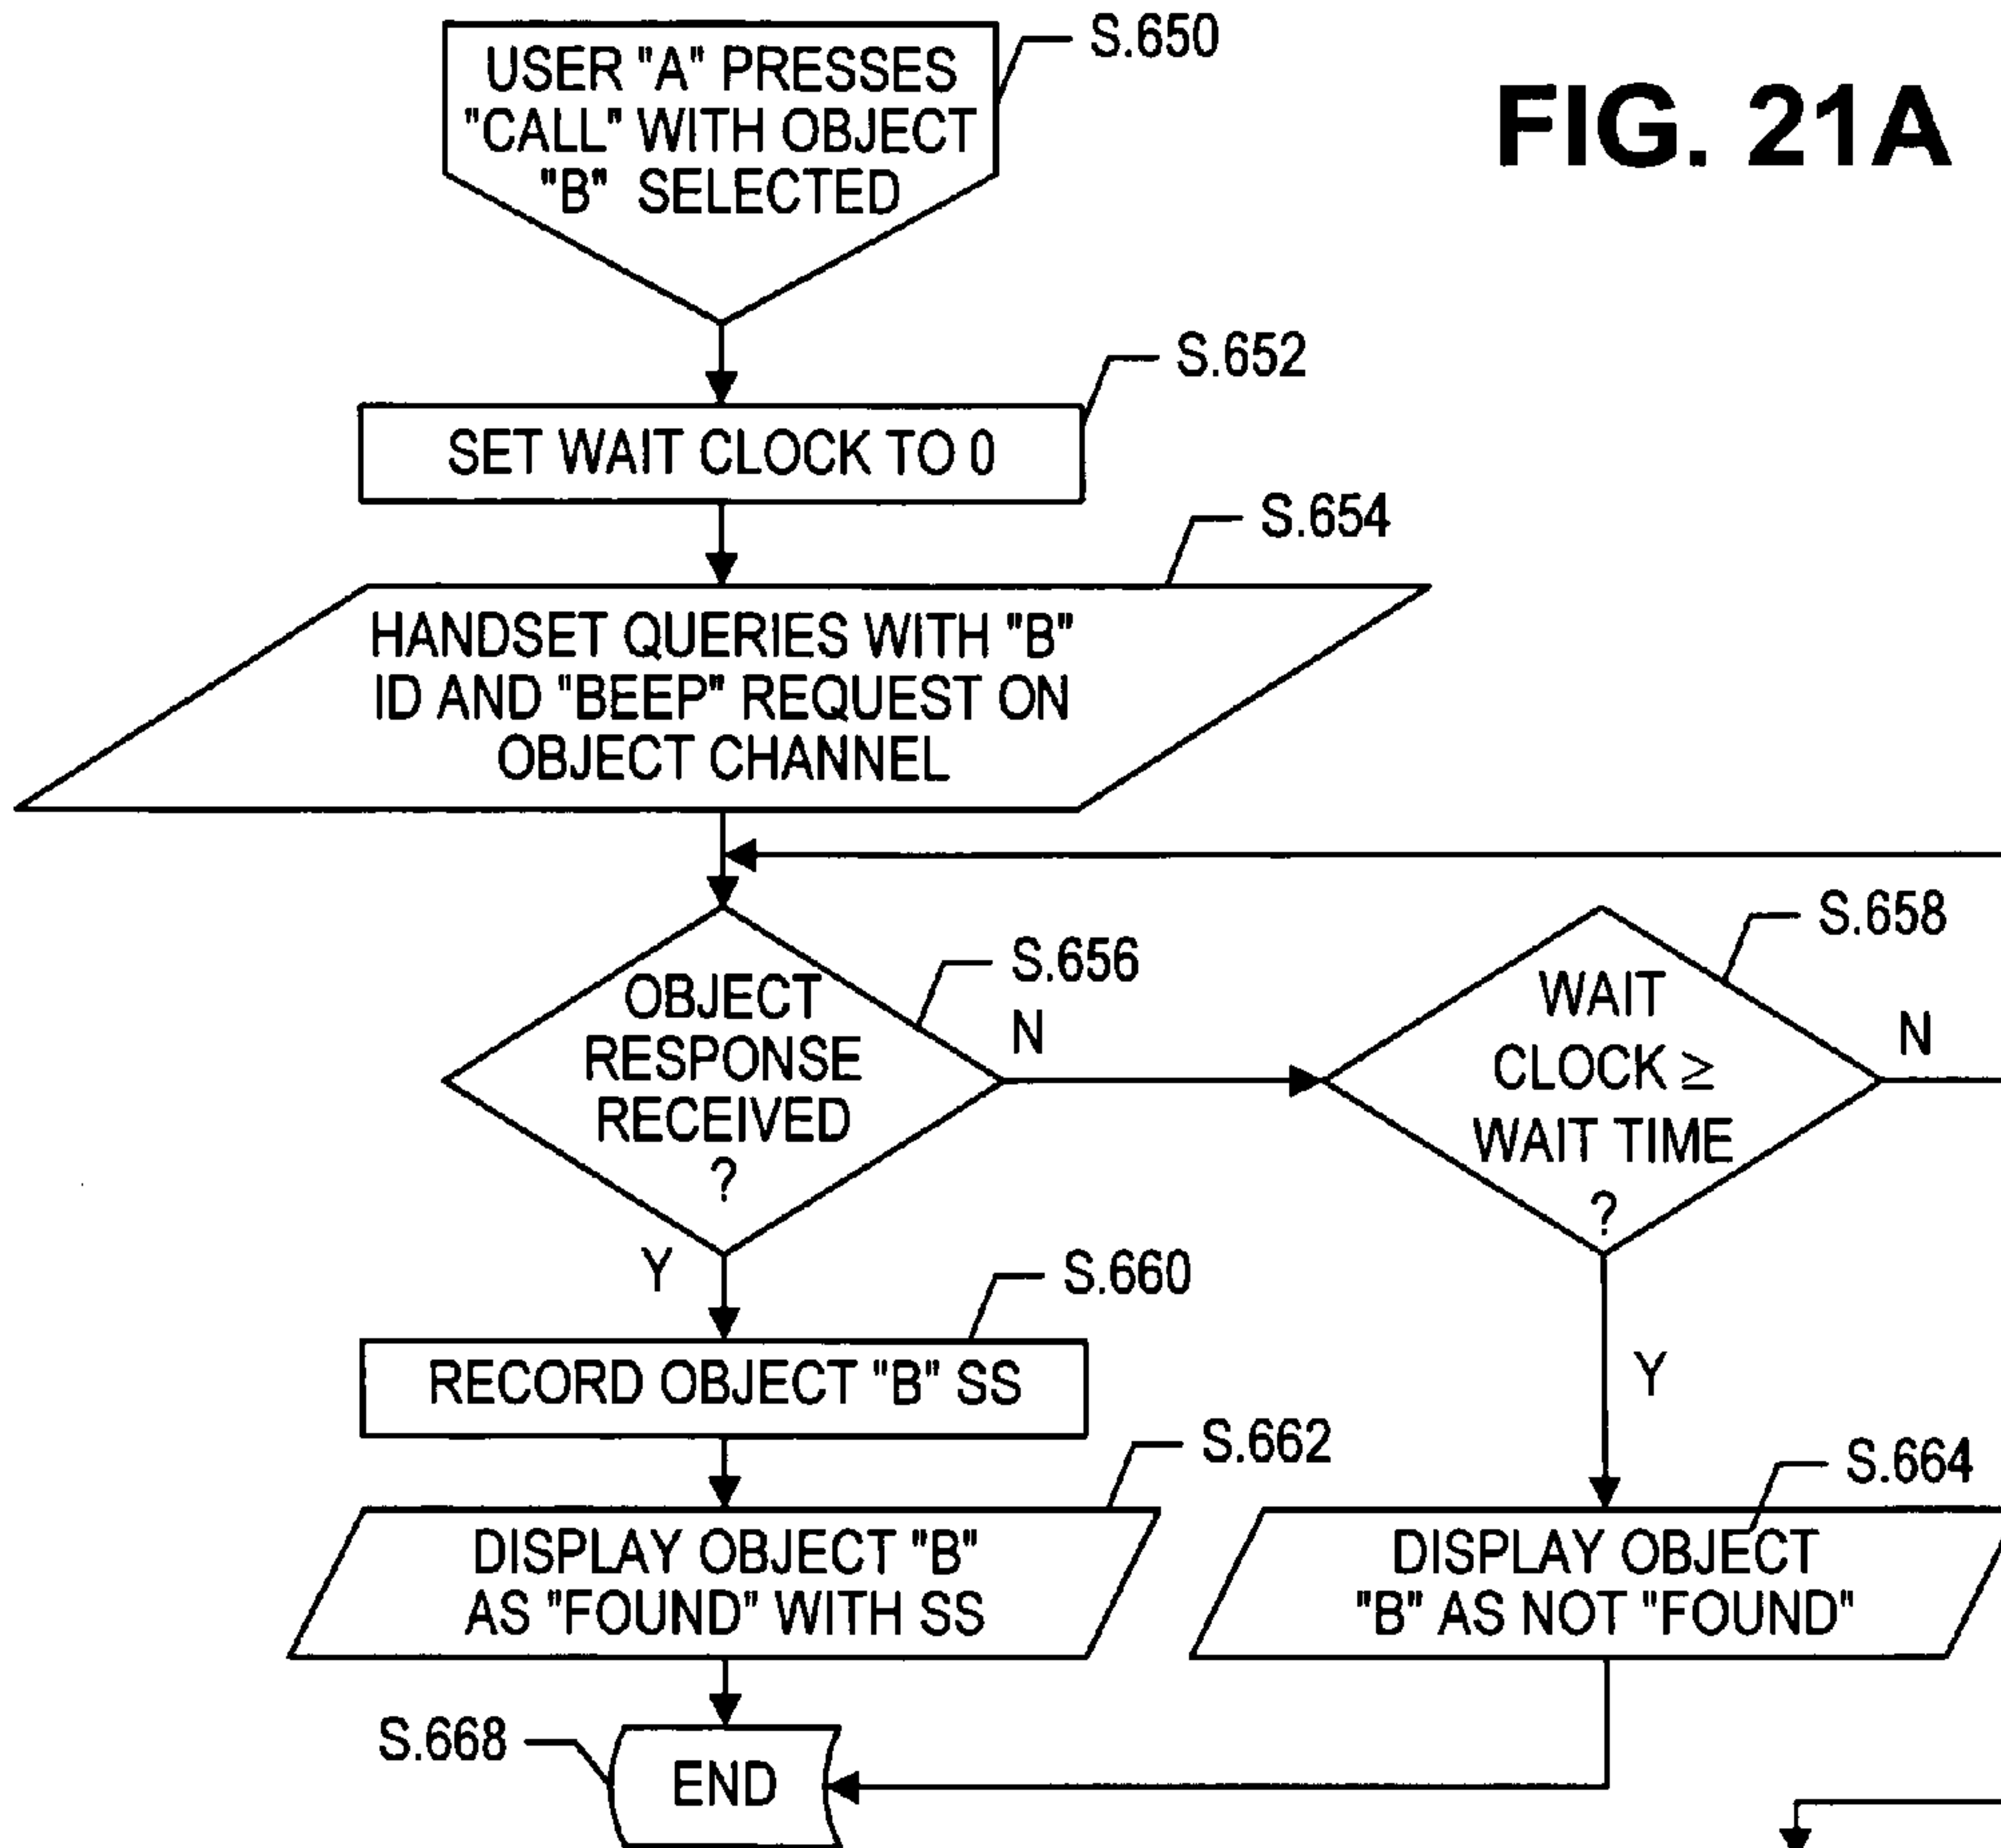 S.650
USER "A" PRESSES
"CALL" WITH OBJECT
"B" SELECTED
FIG. 21A
S.652
SET WAIT CLOCK TO 0
S.654
HANDSET QUERIES WITH "B"
ID AND "BEEP" REQUEST ON
OBJECT CHANNEL
S.656
OBJECT
RESPONSE
RECEIVED
?
N
S.658
WAIT
CLOCK ≥
WAIT TIME
?
N
Y
S.660
RECORD OBJECT "B" SS
Y
S.662
DISPLAY OBJECT "B"
AS "FOUND" WITH SS
S.664
DISPLAY OBJECT
"B" AS NOT "FOUND"
S.668
END